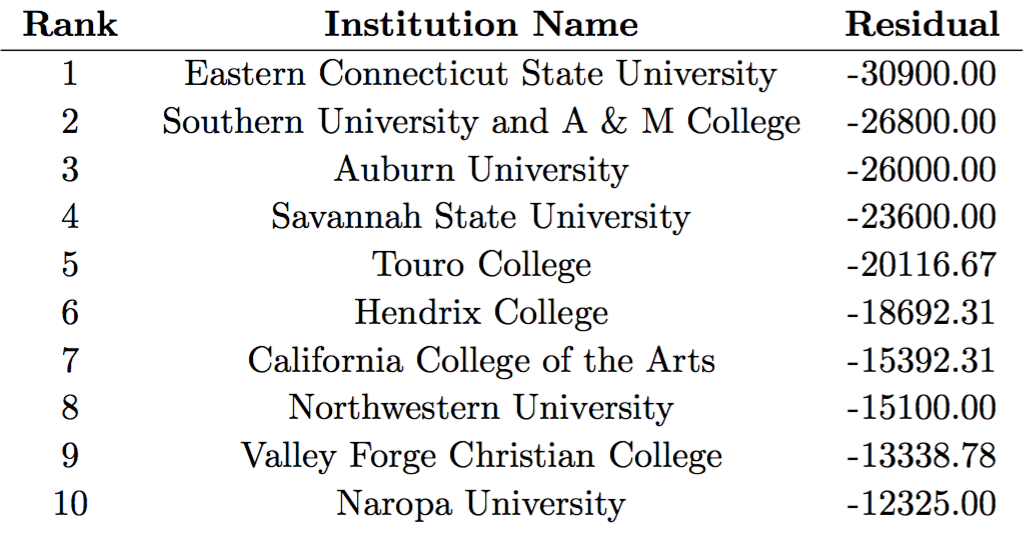 Rank Institution Name Residual
1 Eastern Connecticut State University -30900.00
2 Southern University and A & M College -26800.00
3 Auburn University -26000.00
4 Savannah State University -23600.00
5 Touro College -20116.67
6 Hendrix College -18692.31
7 California College of the Arts -15392.31
8 Northwestern University -15100.00
9 Valley Forge Christian College -13338.78
10 Naropa University -12325.00